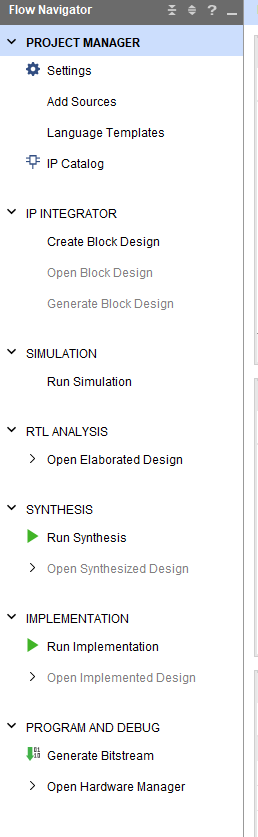 Flow Navigator ?
PROJECT MANAGER
Settings
Add Sources
Language Templates
IP Catalog
IP INTEGRATOR
Create Block Design
Open Block Design
Generate Block Design
SIMULATION
Run Simulation
RTL ANALYSIS
Open Elaborated Design
SYNTHESIS
Run Synthesis
Open Synthesized Design
IMPLEMENTATION
Run Implementation
Open Implemented Design
PROGRAM AND DEBUG
Generate Bitstream
Open Hardware Manager